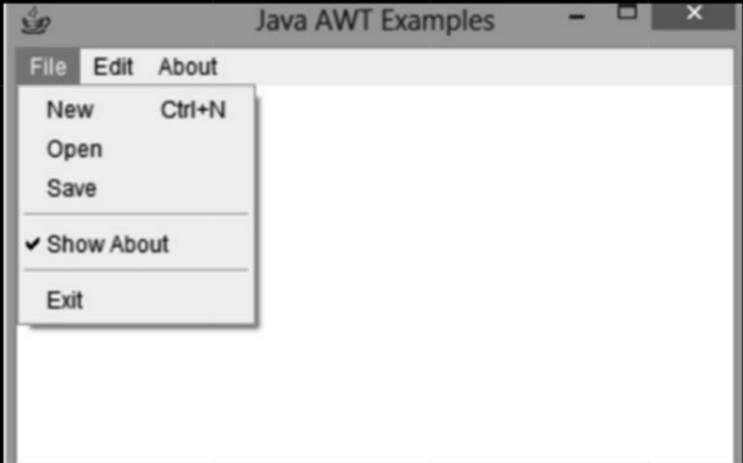 Java AWT Examples
File Edit About
New Ctrl+N
Open
Save
Show About
Exit